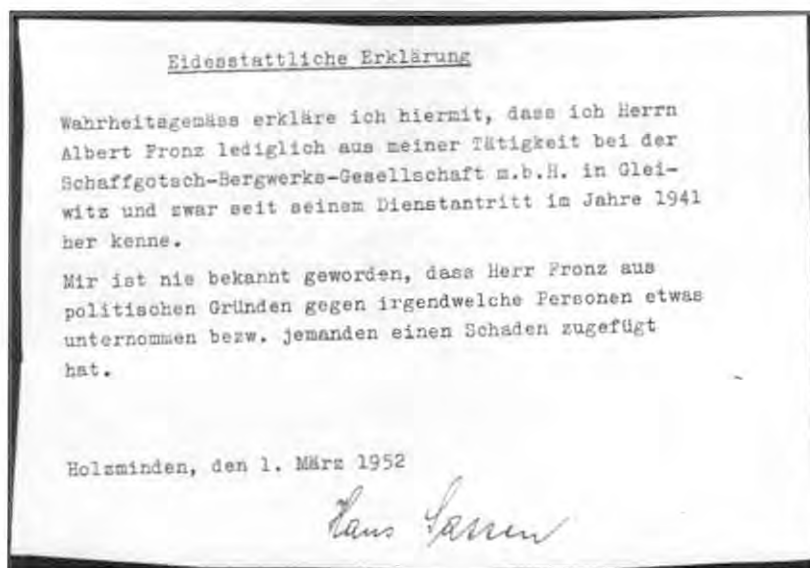 Eidesstattliche Erklärung
Wahrheitsgemäss erkläre ich hiermit, dass ich Herrn
Albert Fronz lediglich aus meiner Tätigkeit bei der
Schaffgotsch-Bergwerks-Gesellschaft m.b.H. in Glei-
witz und zwar seit seinem Dienstantritt im Jahre 1941
her kenne.
Mir ist nie bekannt geworden, dass Herr Fronz aus
politischen Gründen gegen irgendwelche Personen etwas
unternommen bezw. jemanden einen Schaden zugefügt
hat.
Holzminden, den 1. März 1952
Hans Sassen